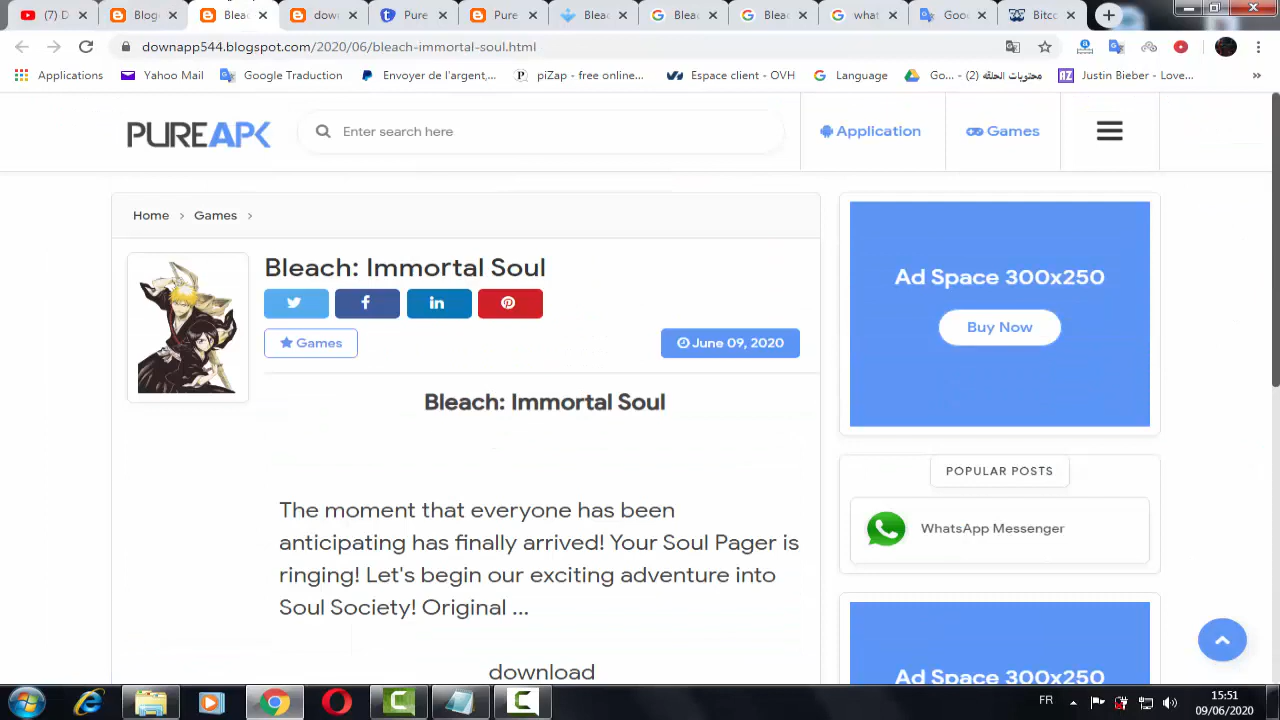 (7) D
Blog
Blea
dow
Pure
Pure
Blea
Blea
Blea
what
Goo
Bitco
downapp544.blogspot.com/2020/06/bleach-immortal-soul.html
Applications
Yahoo Mail
Google Traduction
Envoyer de l'argent,...
piZap - free online...
Espace client - OVH
Language
محتويات الحلقه (2) - Go...
Justin Bieber - Love...
»
PUREAPK
Enter search here
Application
Games
Home > Games >
Bleach: Immortal Soul
Games
June 09, 2020
Bleach: Immortal Soul
The moment that everyone has been
anticipating has finally arrived! Your Soul Pager is
ringing! Let's begin our exciting adventure into
Soul Society! Original ...
download
Ad Space 300x250
Buy Now
POPULAR POSTS
WhatsApp Messenger
Ad Space 300x250
FR
15:51
09/06/2020